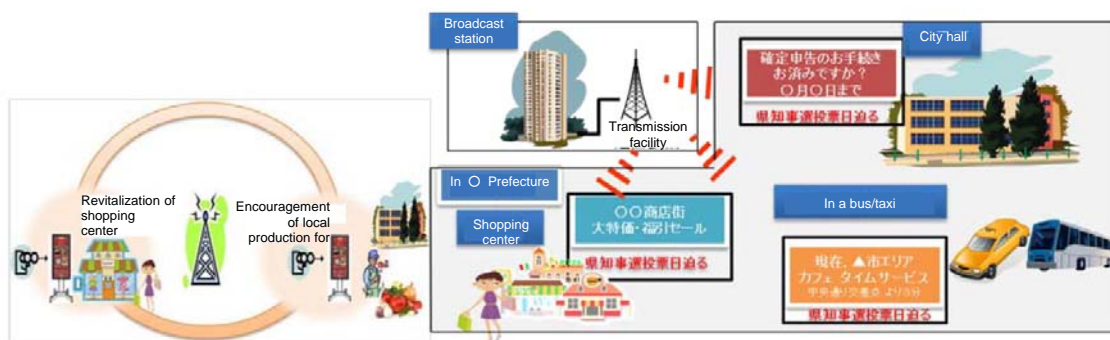 Revitalization of
shopping
center
Encouragement
of local
production for
Broadcast
station
Transmission
facility
City hall
確定申告のお手続き
お済みですか？
〇月〇日まで
県知事選投票日迫る
In 〇 Prefecture
Shopping
center
〇〇商店街
大特価・福引セール
県知事選投票日迫る
In a bus/taxi
現在、▲市エリア
カフェ タイムサービス
県知事選投票日迫る